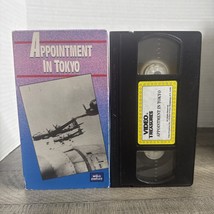 APPOINTMENT
IN TOKYO
VIDEO
TREASURES
APPOINTMENT IN TOKYO